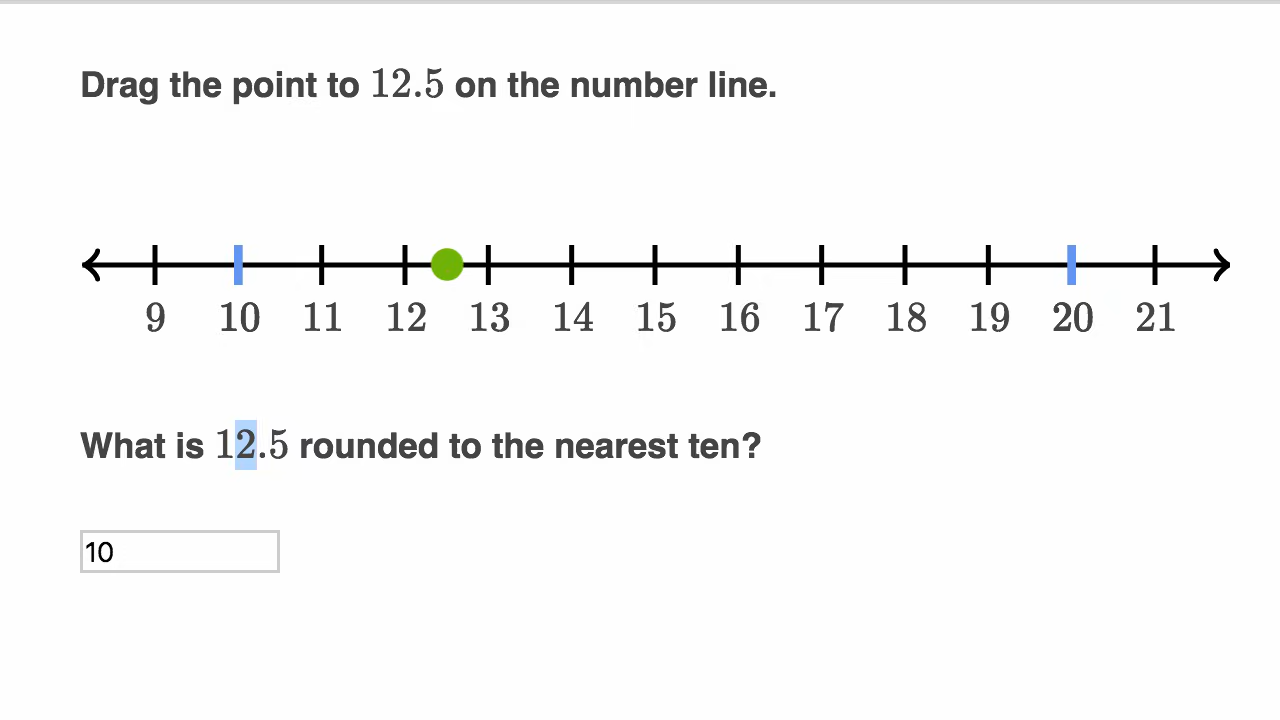 Drag the point to 12.5 on the number line.
9 10 11 12 13 14 15 16 17 18 19 20 21
What is 12.5 rounded to the nearest ten?
10